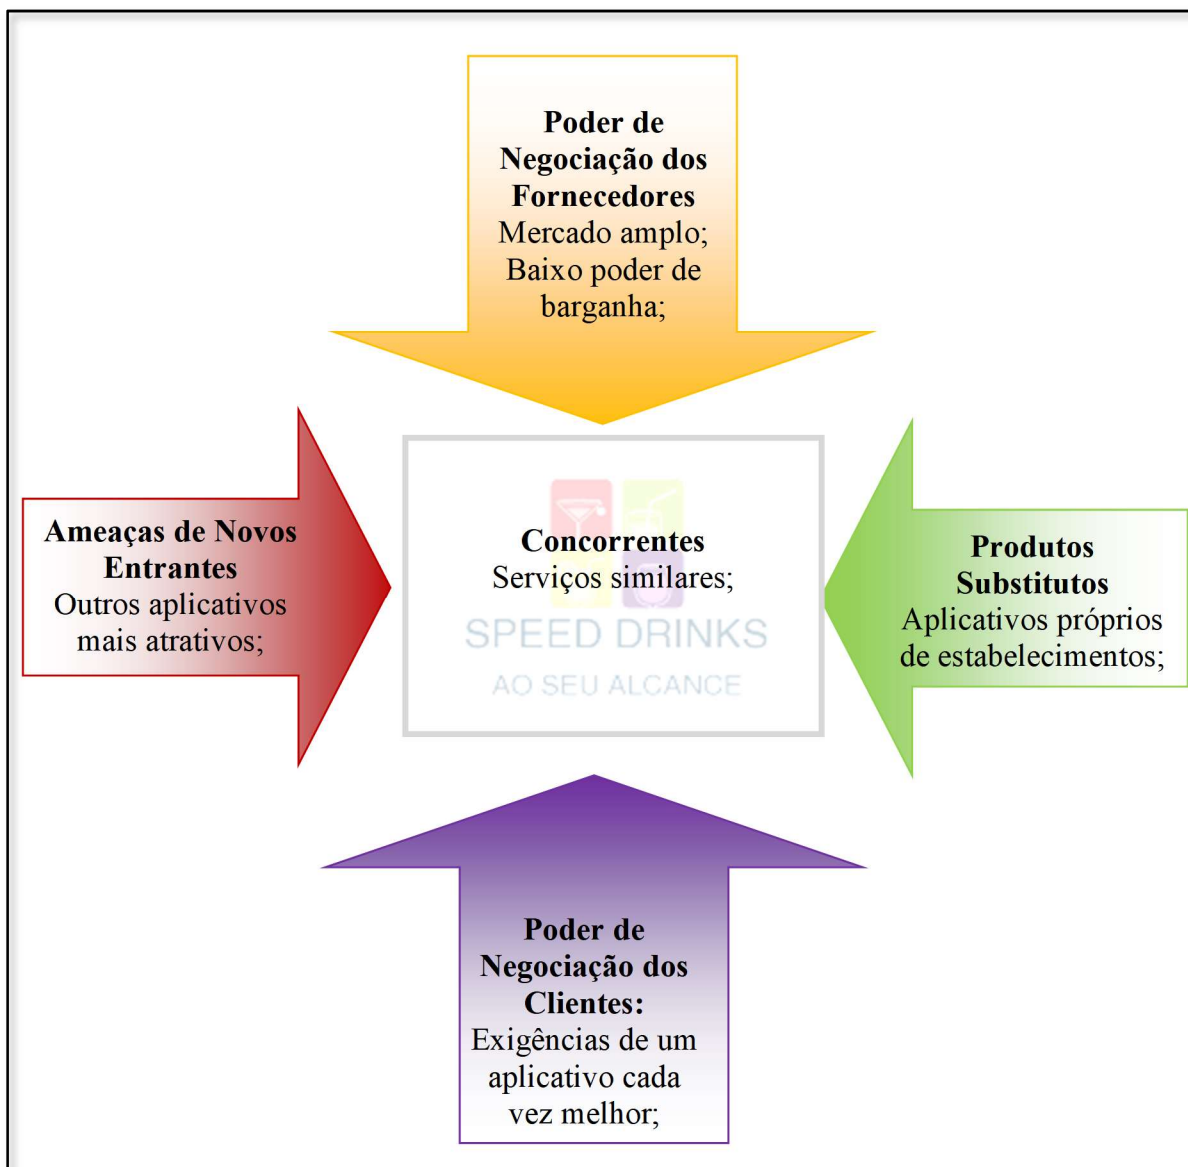 Poder de
Negociação dos
Fornecedores
Mercado amplo;
Baixo poder de
barganha;
Ameaças de Novos
Entrantes
Outros aplicativos
mais atrativos;
Concorrentes
Serviços similares;
SPEED DRINKS
AO SEU ALCANCE
Produtos
Substitutos
Aplicativos próprios
de estabelecimentos;
Poder de
Negociação dos
Clientes:
Exigências de um
aplicativo cada
vez melhor;